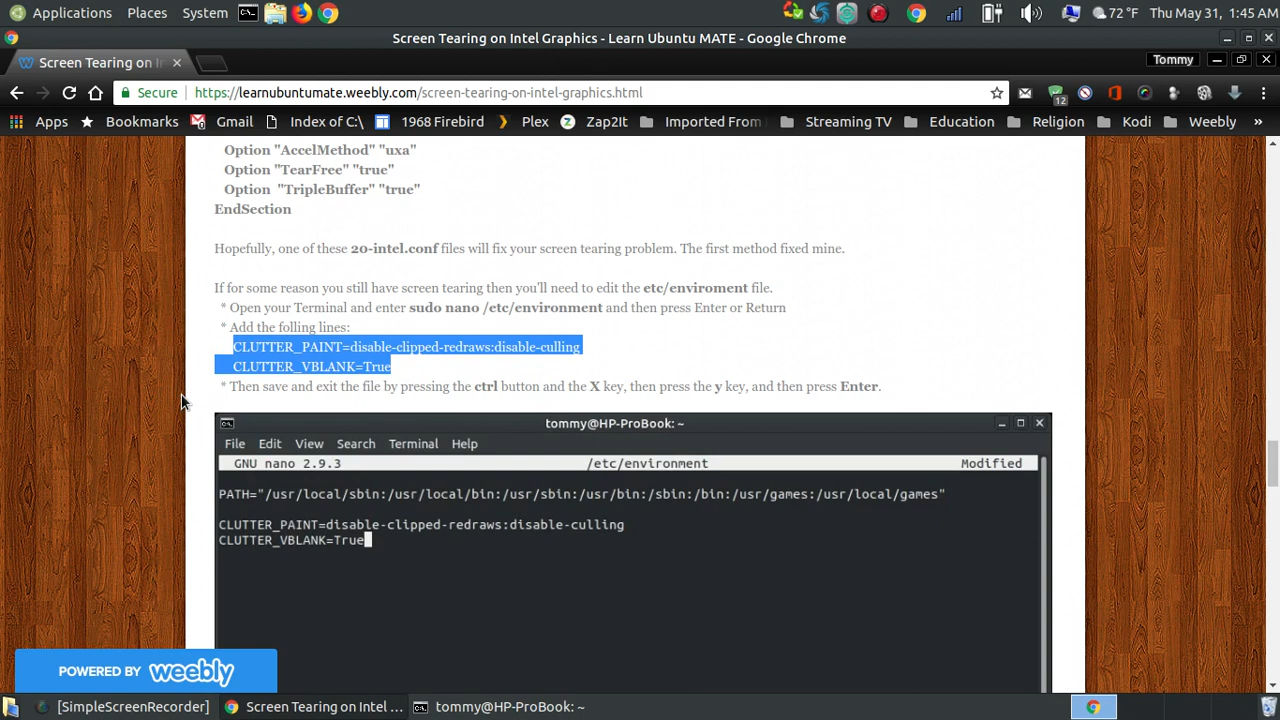 Applications Places System 72 °F Thu May 31, 1:45 AM
Screen Tearing on Intel Graphics - Learn Ubuntu MATE - Google Chrome
Screen Tearing on In
Tommy
Secure https://learnubuntumate.weebly.com/screen-tearing-on-intel-graphics.html
12
Apps Bookmarks Gmail Index of C:\ 1968 Firebird Plex Zap2It Imported From Streaming TV Education Religion Kodi Weebly »
Option "AccelMethod" "uxa"
Option "TearFree" "true"
Option "TripleBuffer" "true"
EndSection
Hopefully, one of these 20-intel.conf files will fix your screen tearing problem. The first method fixed mine.
If for some reason you still have screen tearing then you'll need to edit the etc/enviroment file.
* Open your Terminal and enter sudo nano /etc/environment and then press Enter or Return
* Add the folling lines:
CLUTTER_PAINT=disable-clipped-redraws:disable-culling
CLUTTER_VBLANK=True
* Then save and exit the file by pressing the ctrl button and the X key, then press the y key, and then press Enter.
tommy@HP-ProBook: ~
File Edit View Search Terminal Help
GNU nano 2.9.3 /etc/environment Modified
PATH="/usr/local/sbin:/usr/local/bin:/usr/sbin:/usr/bin:/sbin:/bin:/usr/games:/usr/local/games"
CLUTTER_PAINT=disable-clipped-redraws:disable-culling
CLUTTER_VBLANK=True
POWERED BY weebly
[SimpleScreenRecorder] Screen Tearing on Intel ... tommy@HP-ProBook: ~